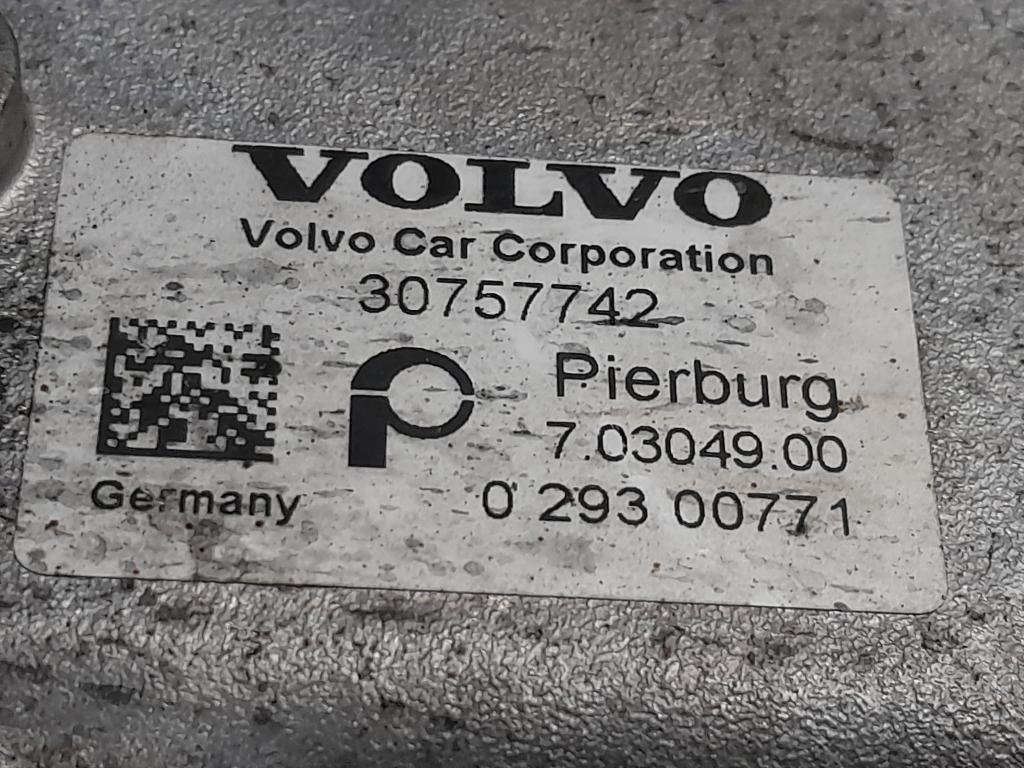 VOLVO
Volvo Car Corporation
30757742
Pierburg
7.03049.00
Germany
0 293 00771